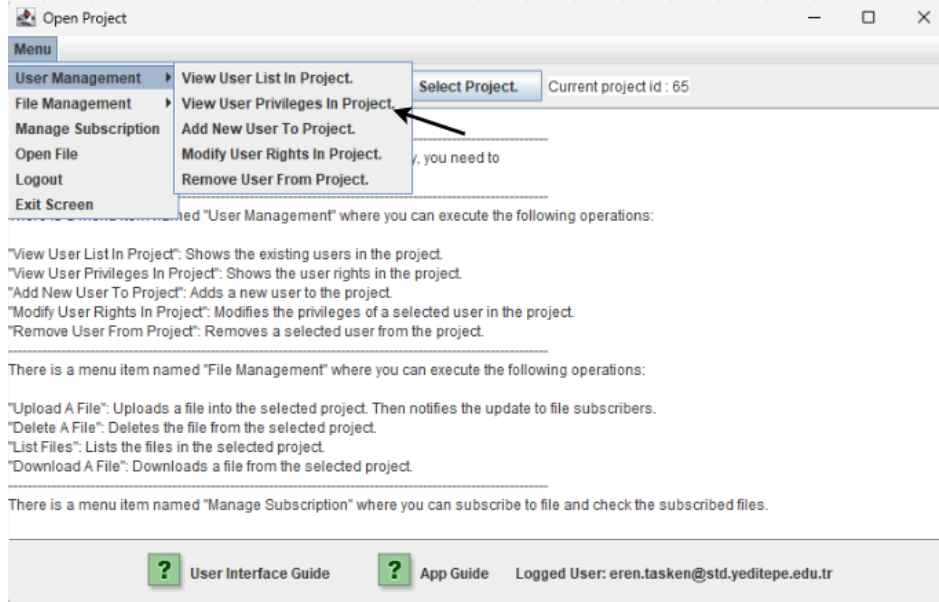 Open Project
Menu
User Management
File Management
Manage Subscription
Open File
Logout
Exit Screen
View User List In Project.
View User Privileges In Project.
Add New User To Project.
Modify User Rights In Project.
Remove User From Project.
Select Project.
Current project id : 65
, you need to
named "User Management" where you can execute the following operations:
"View User List In Project": Shows the existing users in the project.
"View User Privileges In Project": Shows the user rights in the project.
"Add New User To Project": Adds a new user to the project.
"Modify User Rights In Project": Modifies the privileges of a selected user in the project.
"Remove User From Project": Removes a selected user from the project.
There is a menu item named "File Management" where you can execute the following operations:
"Upload A File": Uploads a file into the selected project. Then notifies the update to file subscribers.
"Delete A File": Deletes the file from the selected project.
"List Files": Lists the files in the selected project.
"Download A File": Downloads a file from the selected project.
There is a menu item named "Manage Subscription" where you can subscribe to file and check the subscribed files.
? User Interface Guide ? App Guide Logged User: eren.tasken@std.yeditepe.edu.tr